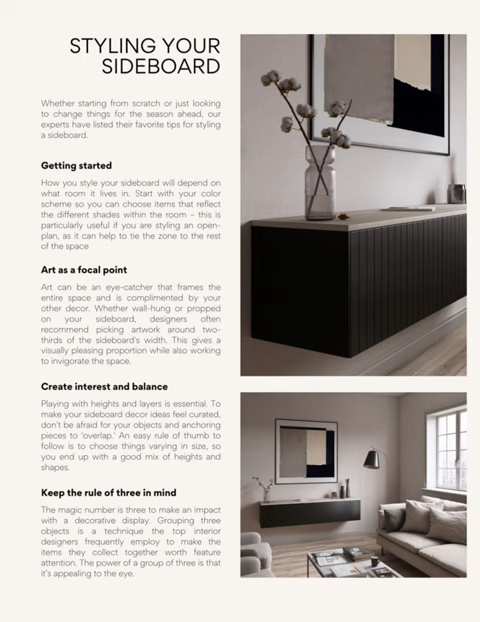 STYLING YOUR
SIDEBOARD
Whether starting from scratch or just looking
to change things for the season ahead, our
experts have listed their favorite tips for styling
a sideboard.
Getting started
How you style your sideboard will depend on
what room it lives in. Start with your color
scheme so you can choose items that reflect
the different shades within the room – this is
particularly useful if you are styling an open-
plan, as it can help to tie the zone to the rest
of the space
Art as a focal point
Art can be an eye-catcher that frames the
entire space and is complimented by your
other decor. Whether wall-hung or propped
on your sideboard, designers often
recommend picking artwork around two-
thirds of the sideboard's width. This gives a
visually pleasing proportion while also working
to invigorate the space.
Create interest and balance
Playing with heights and layers is essential. To
make your sideboard decor ideas feel curated,
don't be afraid for your objects and anchoring
pieces to 'overlap.' An easy rule of thumb to
follow is to choose things varying in size, so
you end up with a good mix of heights and
shapes.
Keep the rule of three in mind
The magic number is three to make an impact
with a decorative display. Grouping three
objects is a technique the top interior
designers frequently employ to make the
items they collect together worth feature
attention. The power of a group of three is that
it's appealing to the eye.